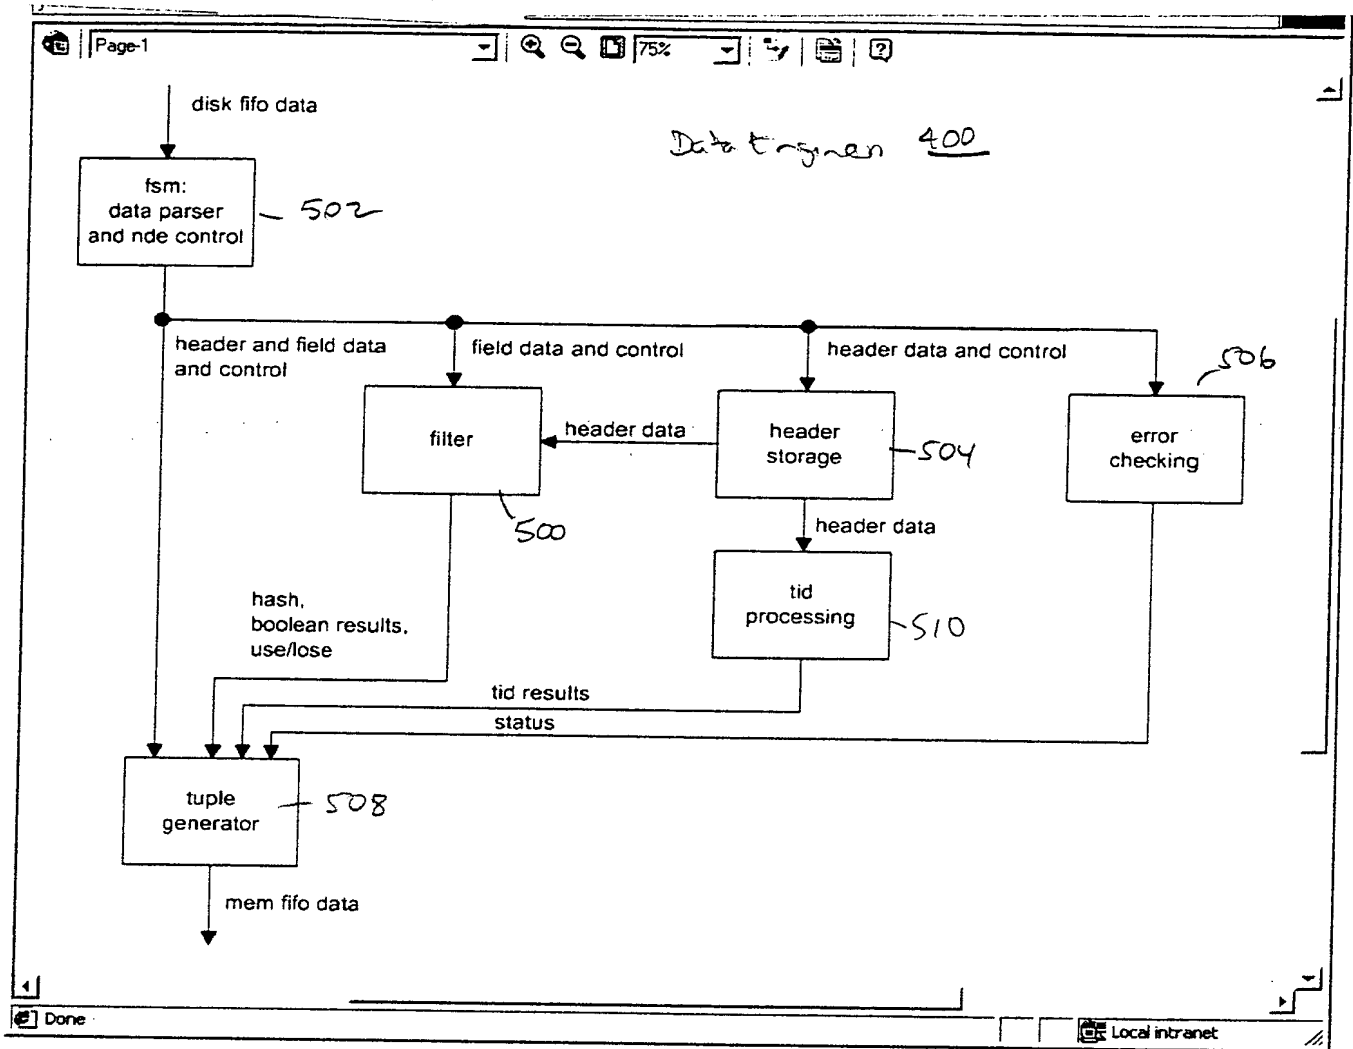 Page-1
75%
disk fifo data
Data Engine 400
fsm:
data parser
and nde control
502
header and field data
and control
field data and control
header data and control
506
filter
header data
header
storage
504
error
checking
500
header data
tid
processing
510
hash,
boolean results,
use/lose
tid results
status
tuple
generator
508
mem fifo data
Done
Local intranet